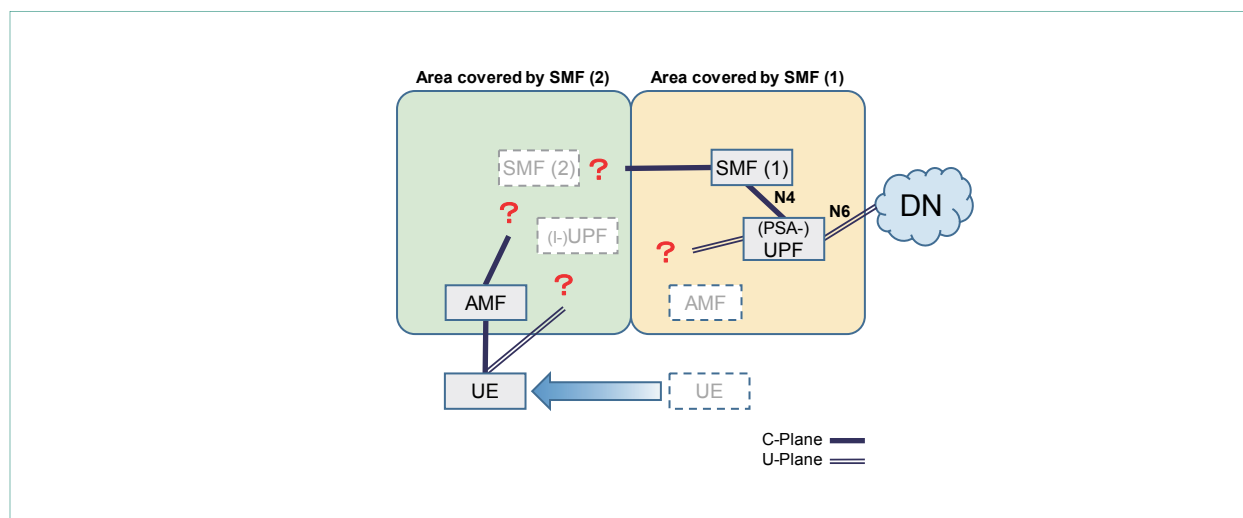 Area covered by SMF (2)
Area covered by SMF (1)
SMF (2)
?
SMF (1)
N4
?
(I-)UPF
?
(PSA-)
UPF
N6
DN
?
AMF
AMF
UE
UE
C-Plane
U-Plane